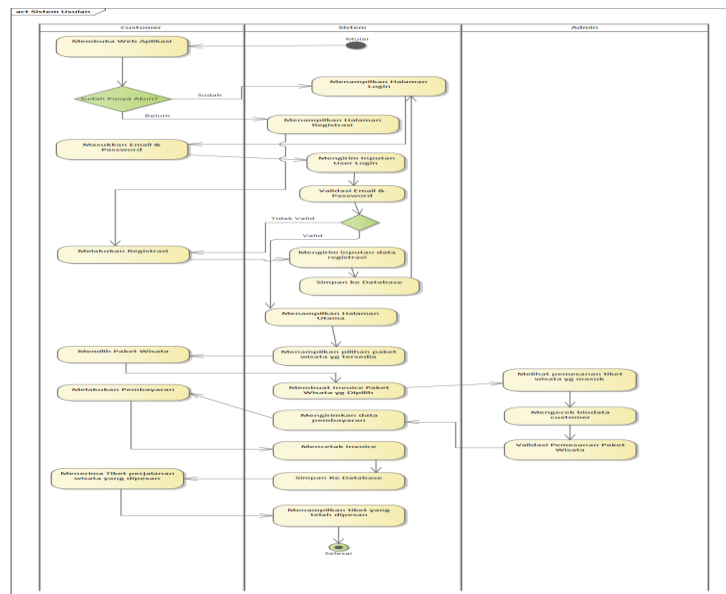 art Sistem Usulan
Customer
Sistem
Admin
Mulai
Membuka Web Aplikasi
Sudah Punya Akun?
Sudah
Menampilkan Halaman
Login
Belum
Menampilkan Halaman
Registrasi
Masukkan Email &
Password
Mengirim Inputan
User Login
Validasi Email &
Password
Tidak Valid
Valid
Melakukan Registrasi
Mengirim Inputan data
registrasi
Simpan ke Database
Menampilkan Halaman
Utama
Menampilkan pilihan paket
wisata yg tersedia
Memilih Paket Wisata
Membuat Invoice Paket
Wisata yg Dipilih
Melihat pemesanan tiket
wisata yg masuk
Mengecek biodata
customer
Validasi Pemesanan Paket
Wisata
Mengirimkan data
pembayaran
Melakukan Pembayaran
Mencetak Invoice
Simpan Ke Database
Menerima Tiket perjalanan
wisata yang dipesan
Menampilkan tiket yang
telah dipesan
Selesai